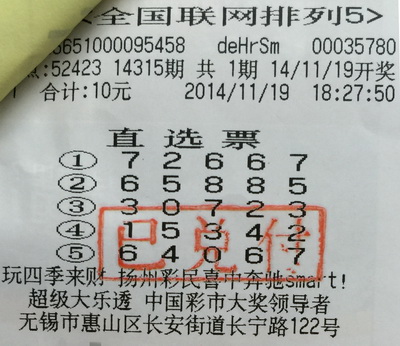 全国联网排列5>
3651000095458 deHrSm 00035780
:52423 14315期 共 1期 14/11/19开奖
合计:10元 2014/11/19 18:27:50
直选票
① 7 2 6 6 7
② 6 5 8 8 5
③ 3 0 7 2 3
④ 1 5 3 4 2
⑤ 6 4 0 6 7
已兑付
玩四季来财 扬州彩民喜中奔驰smart!
超级大乐透 中国彩市大奖领导者
无锡市惠山区长安街道长宁路122号